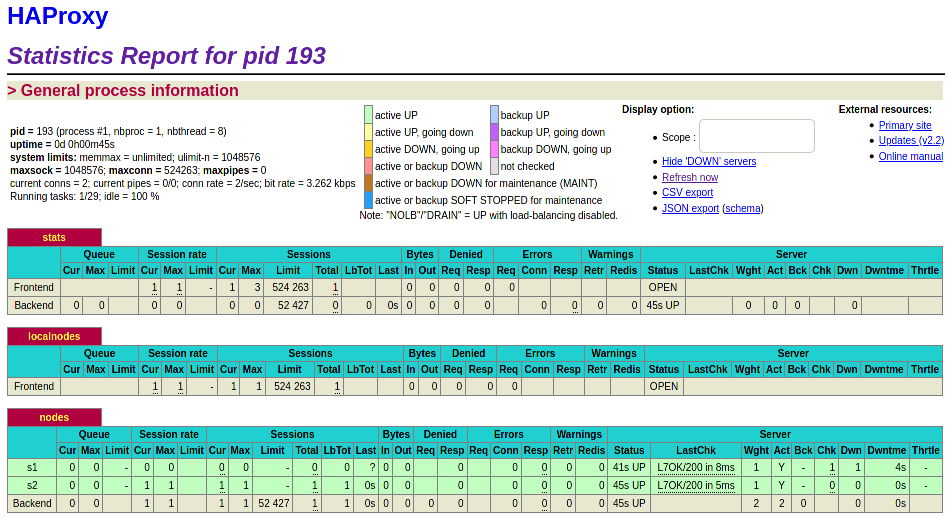 HAProxy
Statistics Report for pid 193
> General process information
pid = 193 (process #1, nbproc = 1, nbthread = 8)
uptime = 0d 0h00m45s
system limits: memmax = unlimited; ulimit-n = 1048576
maxsock = 1048576; maxconn = 524263; maxpipes = 0
current conns = 2; current pipes = 0/0; conn rate = 2/sec; bit rate = 3.262 kbps
Running tasks: 1/29; idle = 100 %
active UP backup UP
active UP, going down backup UP, going down
active DOWN, going up backup DOWN, going up
active or backup DOWN not checked
active or backup DOWN for maintenance (MAINT)
active or backup SOFT STOPPED for maintenance
Note: "NOLB"/"DRAIN" = UP with load-balancing disabled.
Display option:
Scope :
Hide 'DOWN' servers
Refresh now
CSV export
JSON export (schema)
External resources:
Primary site
Updates (v2.2)
Online manual
stats
Queue Session rate Sessions Bytes Denied Errors Warnings Server
Cur Max Limit Cur Max Limit Cur Max Limit Total LbTot Last In Out Req Resp Req Conn Resp Retr Redis Status LastChk Wght Act Bck Chk Dwn Dwntme Thrtle
Frontend 1 1 - 1 3 524 263 1 0 0 0 0 0 OPEN
Backend 0 0 0 0 0 0 52 427 0 0 0s 0 0 0 0 0 0 0 0 45s UP 0 0 0 0
localnodes
Queue Session rate Sessions Bytes Denied Errors Warnings Server
Cur Max Limit Cur Max Limit Cur Max Limit Total LbTot Last In Out Req Resp Req Conn Resp Retr Redis Status LastChk Wght Act Bck Chk Dwn Dwntme Thrtle
Frontend 1 1 - 1 1 524 263 1 0 0 0 0 0 OPEN
nodes
Queue Session rate Sessions Bytes Denied Errors Warnings Server
Cur Max Limit Cur Max Limit Cur Max Limit Total LbTot Last In Out Req Resp Req Conn Resp Retr Redis Status LastChk Wght Act Bck Chk Dwn Dwntme Thrtle
s1 0 0 - 0 0 0 0 - 0 0 ? 0 0 0 0 0 0 0 41s UP L7OK/200 in 8ms 1 Y - 1 1 4s -
s2 0 0 - 1 1 1 1 - 1 1 0s 0 0 0 0 0 0 0 45s UP L7OK/200 in 5ms 1 Y - 0 0 0s -
Backend 0 0 1 1 1 1 52 427 1 1 0s 0 0 0 0 0 0 0 0 45s UP 2 2 0 0 0s